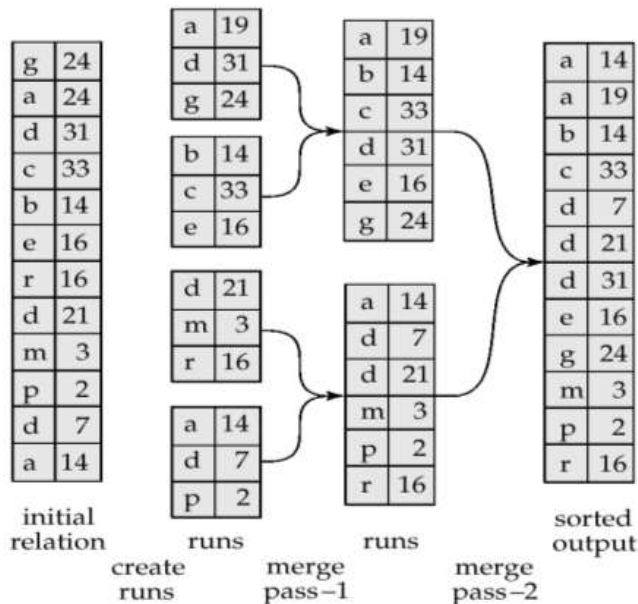 g 24
a 24
d 31
c 33
b 14
e 16
r 16
d 21
m 3
p 2
d 7
a 14
initial
relation
create
runs
a 19
d 31
g 24
b 14
c 33
e 16
d 21
m 3
r 16
a 14
d 7
p 2
runs
merge
pass–1
a 19
b 14
c 33
d 31
e 16
g 24
a 14
d 7
d 21
m 3
p 2
r 16
runs
merge
pass–2
a 14
a 19
b 14
c 33
d 7
d 21
d 31
e 16
g 24
m 3
p 2
r 16
sorted
output